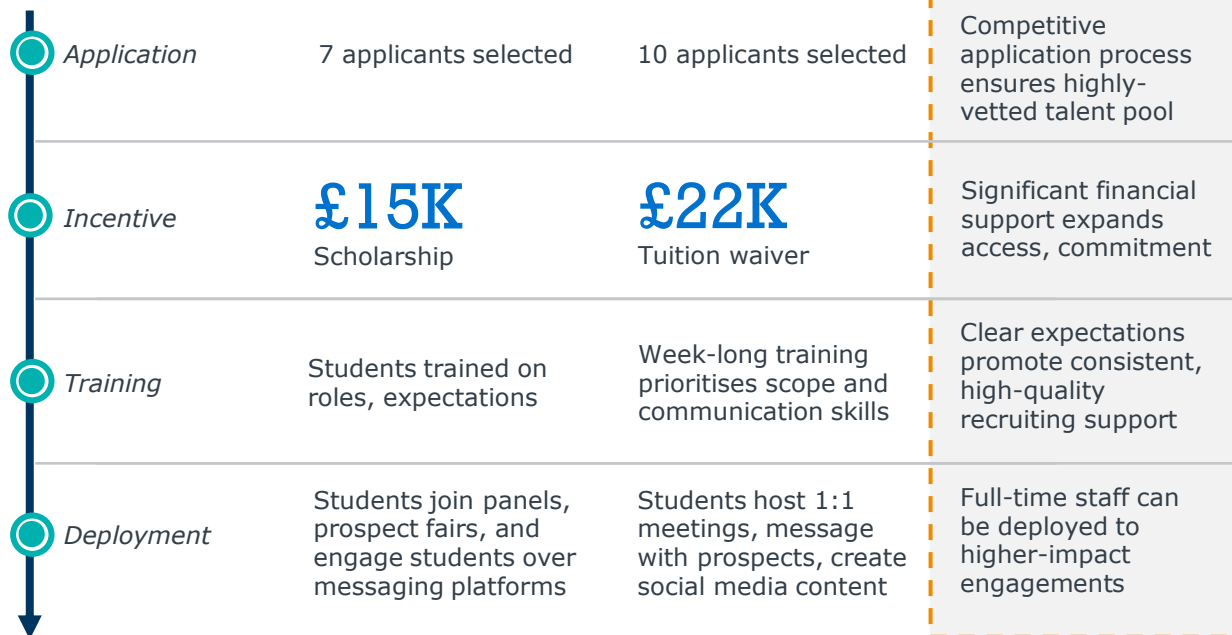 Application
7 applicants selected
10 applicants selected
Competitive
application process
ensures highly-
vetted talent pool
Incentive
£15K
Scholarship
£22K
Tuition waiver
Significant financial
support expands
access, commitment
Training
Students trained on
roles, expectations
Week-long training
prioritises scope and
communication skills
Clear expectations
promote consistent,
high-quality
recruiting support
Deployment
Students join panels,
prospect fairs, and
engage students over
messaging platforms
Students host 1:1
meetings, message
with prospects, create
social media content
Full-time staff can
be deployed to
higher-impact
engagements